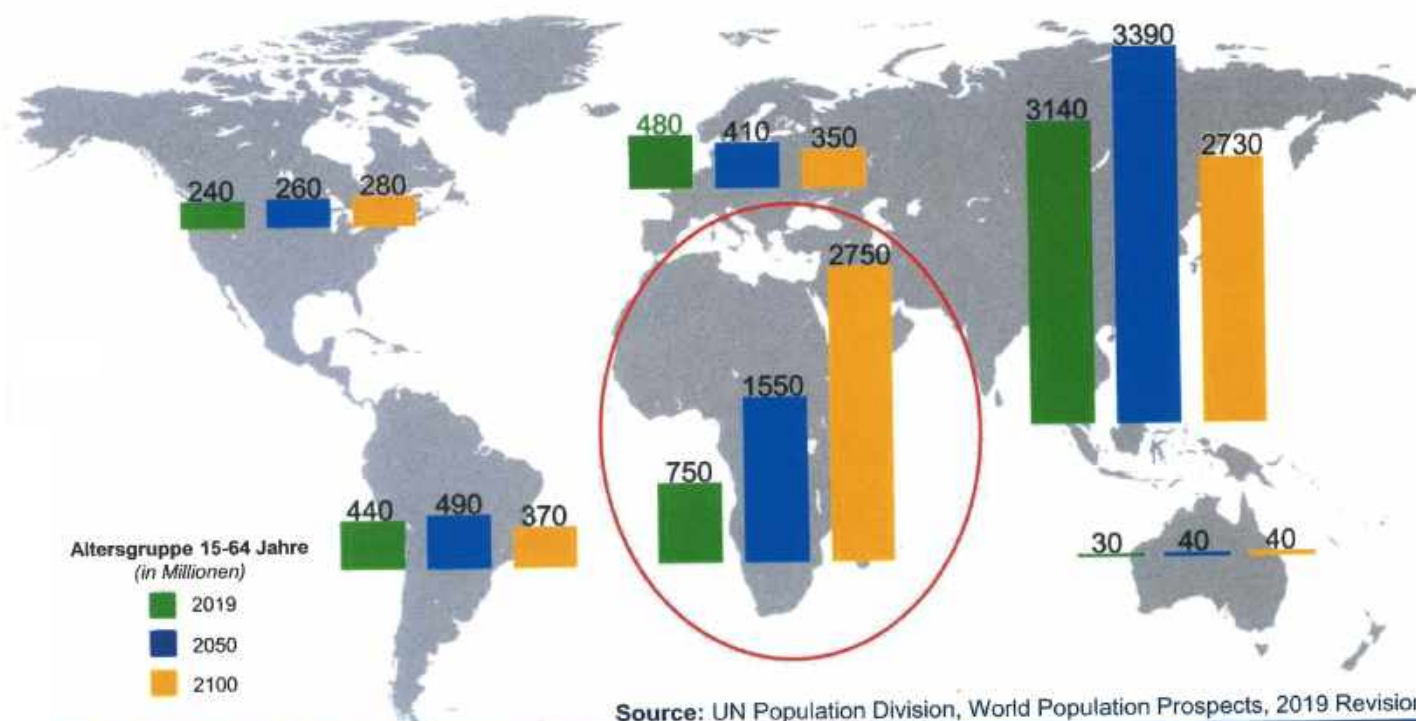 3390
3140
2730
480 410 350
240 260 280
2750
1550
750
440 490 370
30 40 40
Altersgruppe 15-64 Jahre
(in Millionen)
2019
2050
2100
Source: UN Population Division, World Population Prospects, 2019 Revision